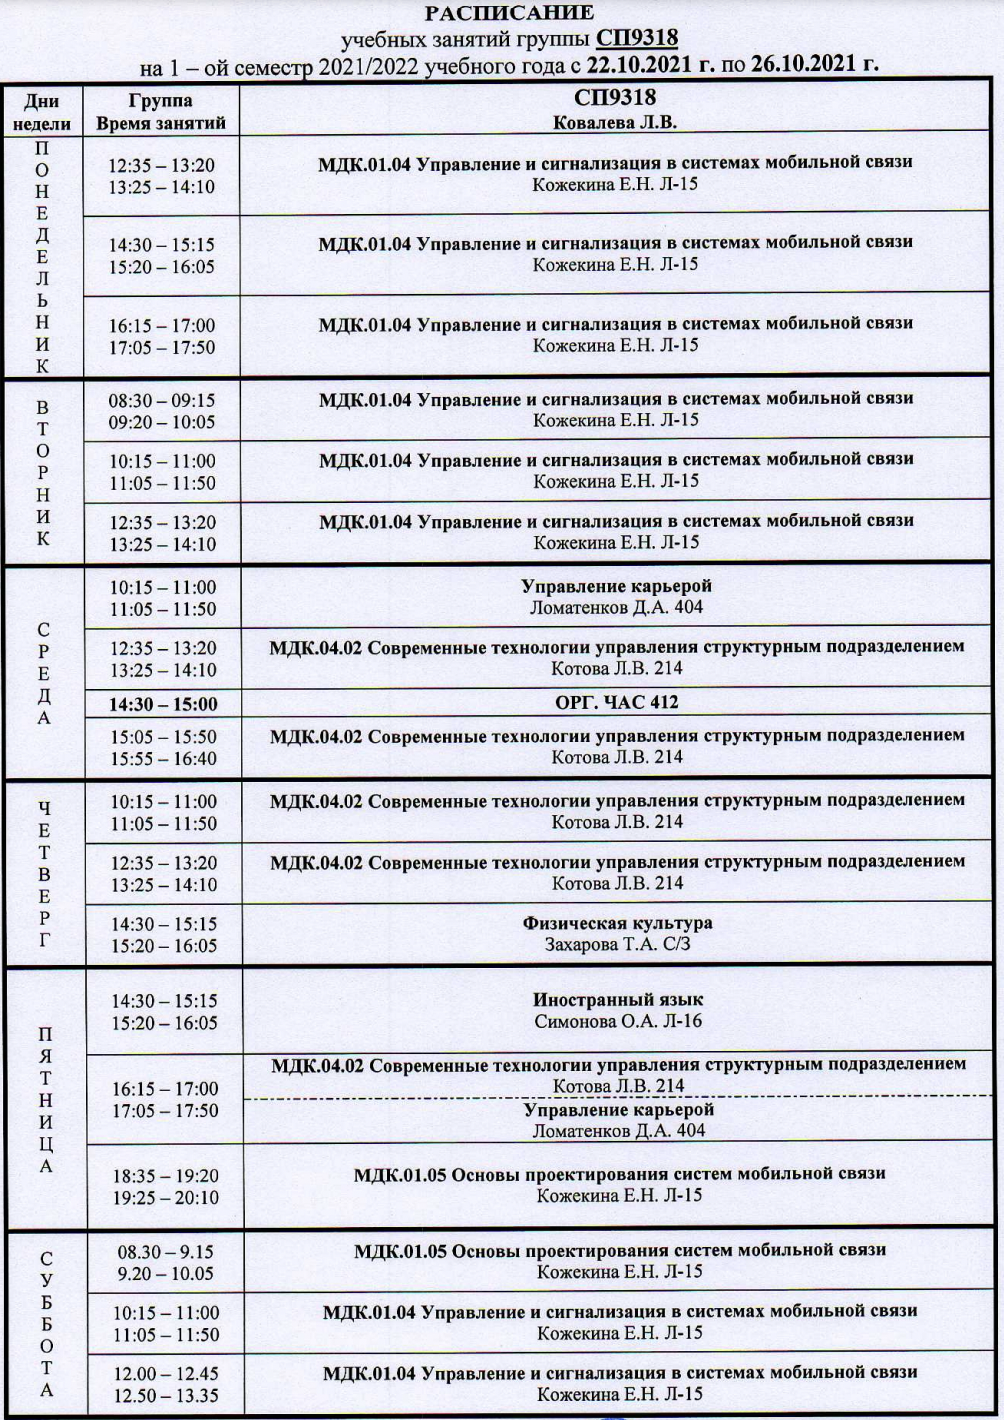 РАСПИСАНИЕ
учебных занятий группы СП9318
на 1 – ой семестр 2021/2022 учебного года с 22.10.2021 г. по 26.10.2021 г.
Дни недели
Группа
Время занятий
СП9318
Ковалева Л.В.
ПОНЕДЕЛЬНИК
12:35 – 13:20
13:25 – 14:10
МДК.01.04 Управление и сигнализация в системах мобильной связи
Кожекина Е.Н. Л-15
14:30 – 15:15
15:20 – 16:05
МДК.01.04 Управление и сигнализация в системах мобильной связи
Кожекина Е.Н. Л-15
16:15 – 17:00
17:05 – 17:50
МДК.01.04 Управление и сигнализация в системах мобильной связи
Кожекина Е.Н. Л-15
ВТОРНИК
08:30 – 09:15
09:20 – 10:05
МДК.01.04 Управление и сигнализация в системах мобильной связи
Кожекина Е.Н. Л-15
10:15 – 11:00
11:05 – 11:50
МДК.01.04 Управление и сигнализация в системах мобильной связи
Кожекина Е.Н. Л-15
12:35 – 13:20
13:25 – 14:10
МДК.01.04 Управление и сигнализация в системах мобильной связи
Кожекина Е.Н. Л-15
СРЕДА
10:15 – 11:00
11:05 – 11:50
Управление карьерой
Ломатенков Д.А. 404
12:35 – 13:20
13:25 – 14:10
МДК.04.02 Современные технологии управления структурным подразделением
Котова Л.В. 214
14:30 – 15:00
ОРГ. ЧАС 412
15:05 – 15:50
15:55 – 16:40
МДК.04.02 Современные технологии управления структурным подразделением
Котова Л.В. 214
ЧЕТВЕРГ
10:15 – 11:00
11:05 – 11:50
МДК.04.02 Современные технологии управления структурным подразделением
Котова Л.В. 214
12:35 – 13:20
13:25 – 14:10
МДК.04.02 Современные технологии управления структурным подразделением
Котова Л.В. 214
14:30 – 15:15
15:20 – 16:05
Физическая культура
Захарова Т.А. С/З
ПЯТНИЦА
14:30 – 15:15
15:20 – 16:05
Иностранный язык
Симонова О.А. Л-16
16:15 – 17:00
17:05 – 17:50
МДК.04.02 Современные технологии управления структурным подразделением
Котова Л.В. 214
Управление карьерой
Ломатенков Д.А. 404
18:35 – 19:20
19:25 – 20:10
МДК.01.05 Основы проектирования систем мобильной связи
Кожекина Е.Н. Л-15
СУББОТА
08.30 – 9.15
9.20 – 10.05
МДК.01.05 Основы проектирования систем мобильной связи
Кожекина Е.Н. Л-15
10:15 – 11:00
11:05 – 11:50
МДК.01.04 Управление и сигнализация в системах мобильной связи
Кожекина Е.Н. Л-15
12.00 – 12.45
12.50 – 13.35
МДК.01.04 Управление и сигнализация в системах мобильной связи
Кожекина Е.Н. Л-15